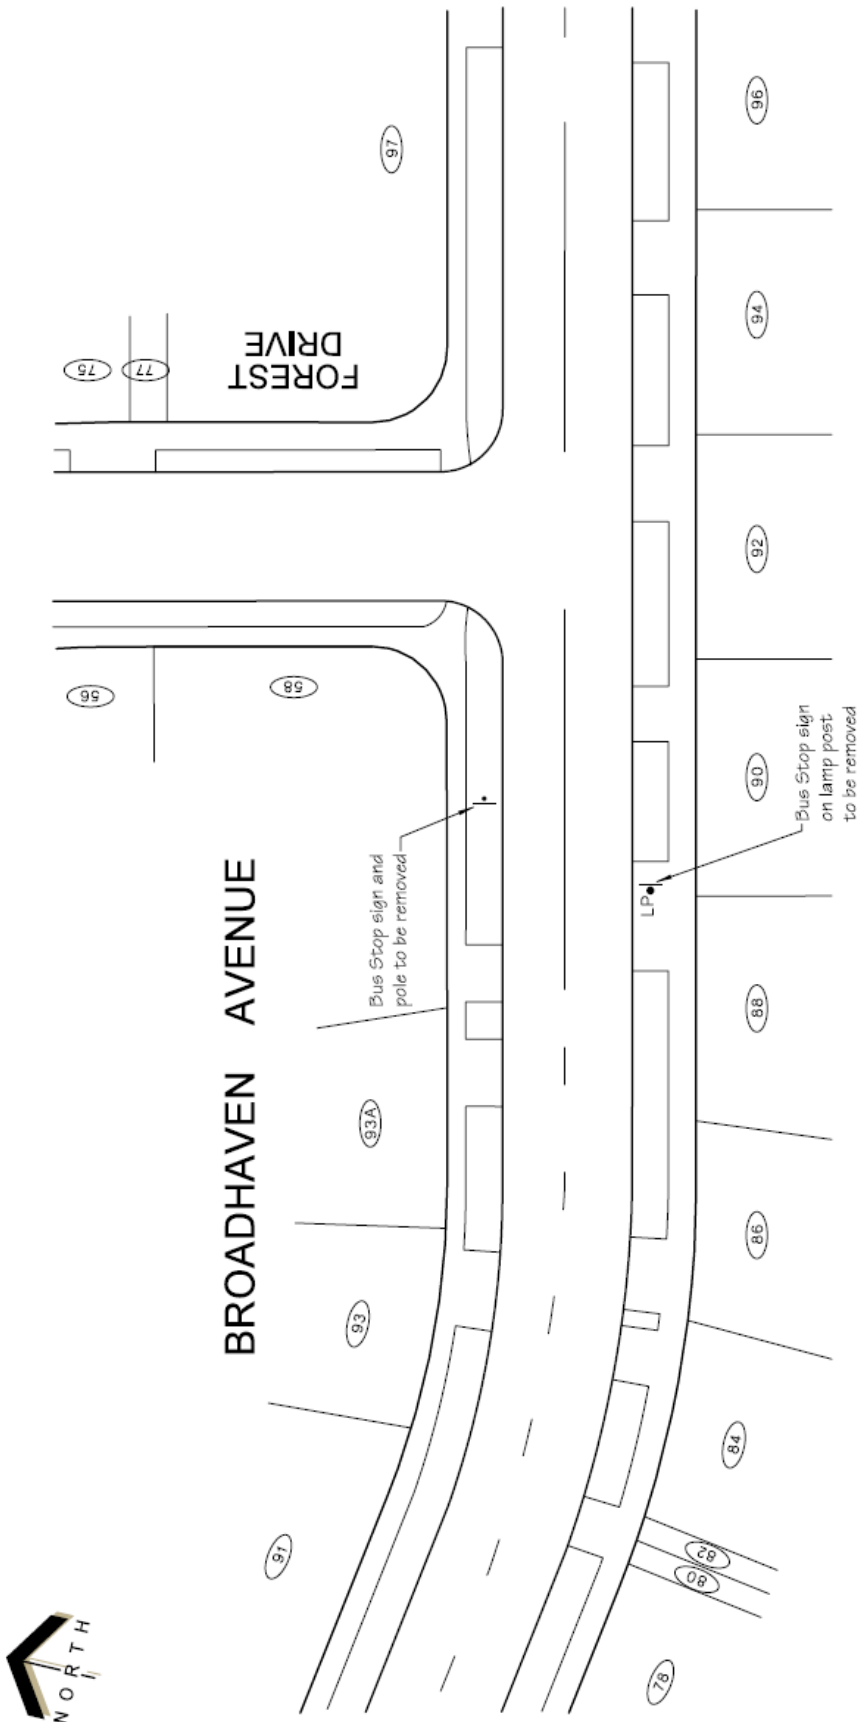 96
97
94
FOREST
DRIVE
75
77
92
56
58
Bus Stop sign
on lamp post
to be removed
90
Bus Stop sign and
pole to be removed
LP
BROADHAVEN AVENUE
88
93A
86
93
84
91
82
80
78
NORTH